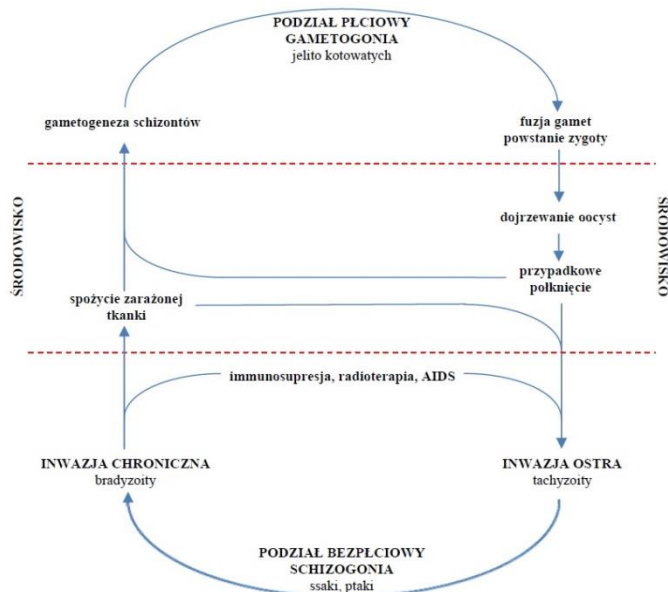 PODZIAŁ PŁCIOWY
GAMETOGONIA
jelito kotowatych
gametogeneza schizontów
fuzja gamet
powstanie zygoty
ŚRODOWISKO
ŚRODOWISKO
dojrzewanie oocyst
przypadkowe
połknięcie
spożycie zarażonej
tkanki
immunosupresja, radioterapia, AIDS
INWAZJA CHRONICZNA
bradyzoity
INWAZJA OSTRA
tachyzoity
PODZIAŁ BEZPŁCIOWY
SCHIZOGONIA
ssaki, ptaki